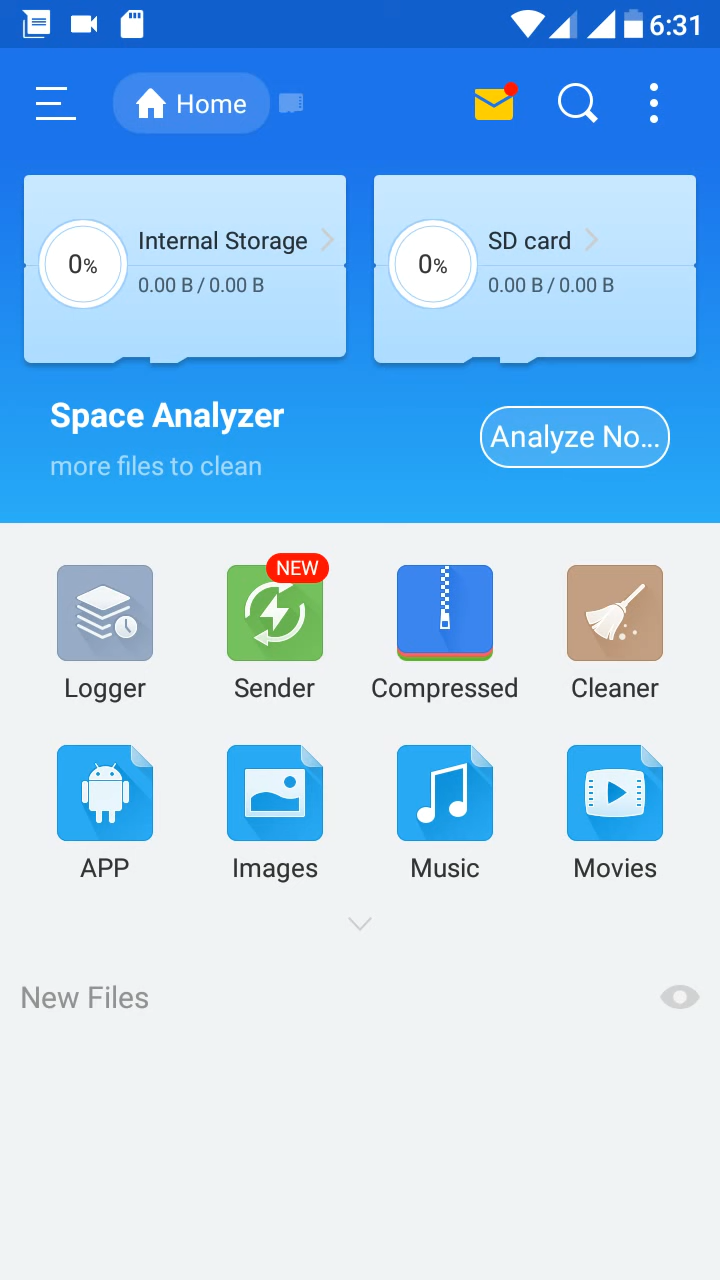 6:31
Home
Internal Storage
0%
0.00 B / 0.00 B
SD card
0%
0.00 B / 0.00 B
Space Analyzer
more files to clean
Analyze No...
NEW
Logger
Sender
Compressed
Cleaner
APP
Images
Music
Movies
New Files